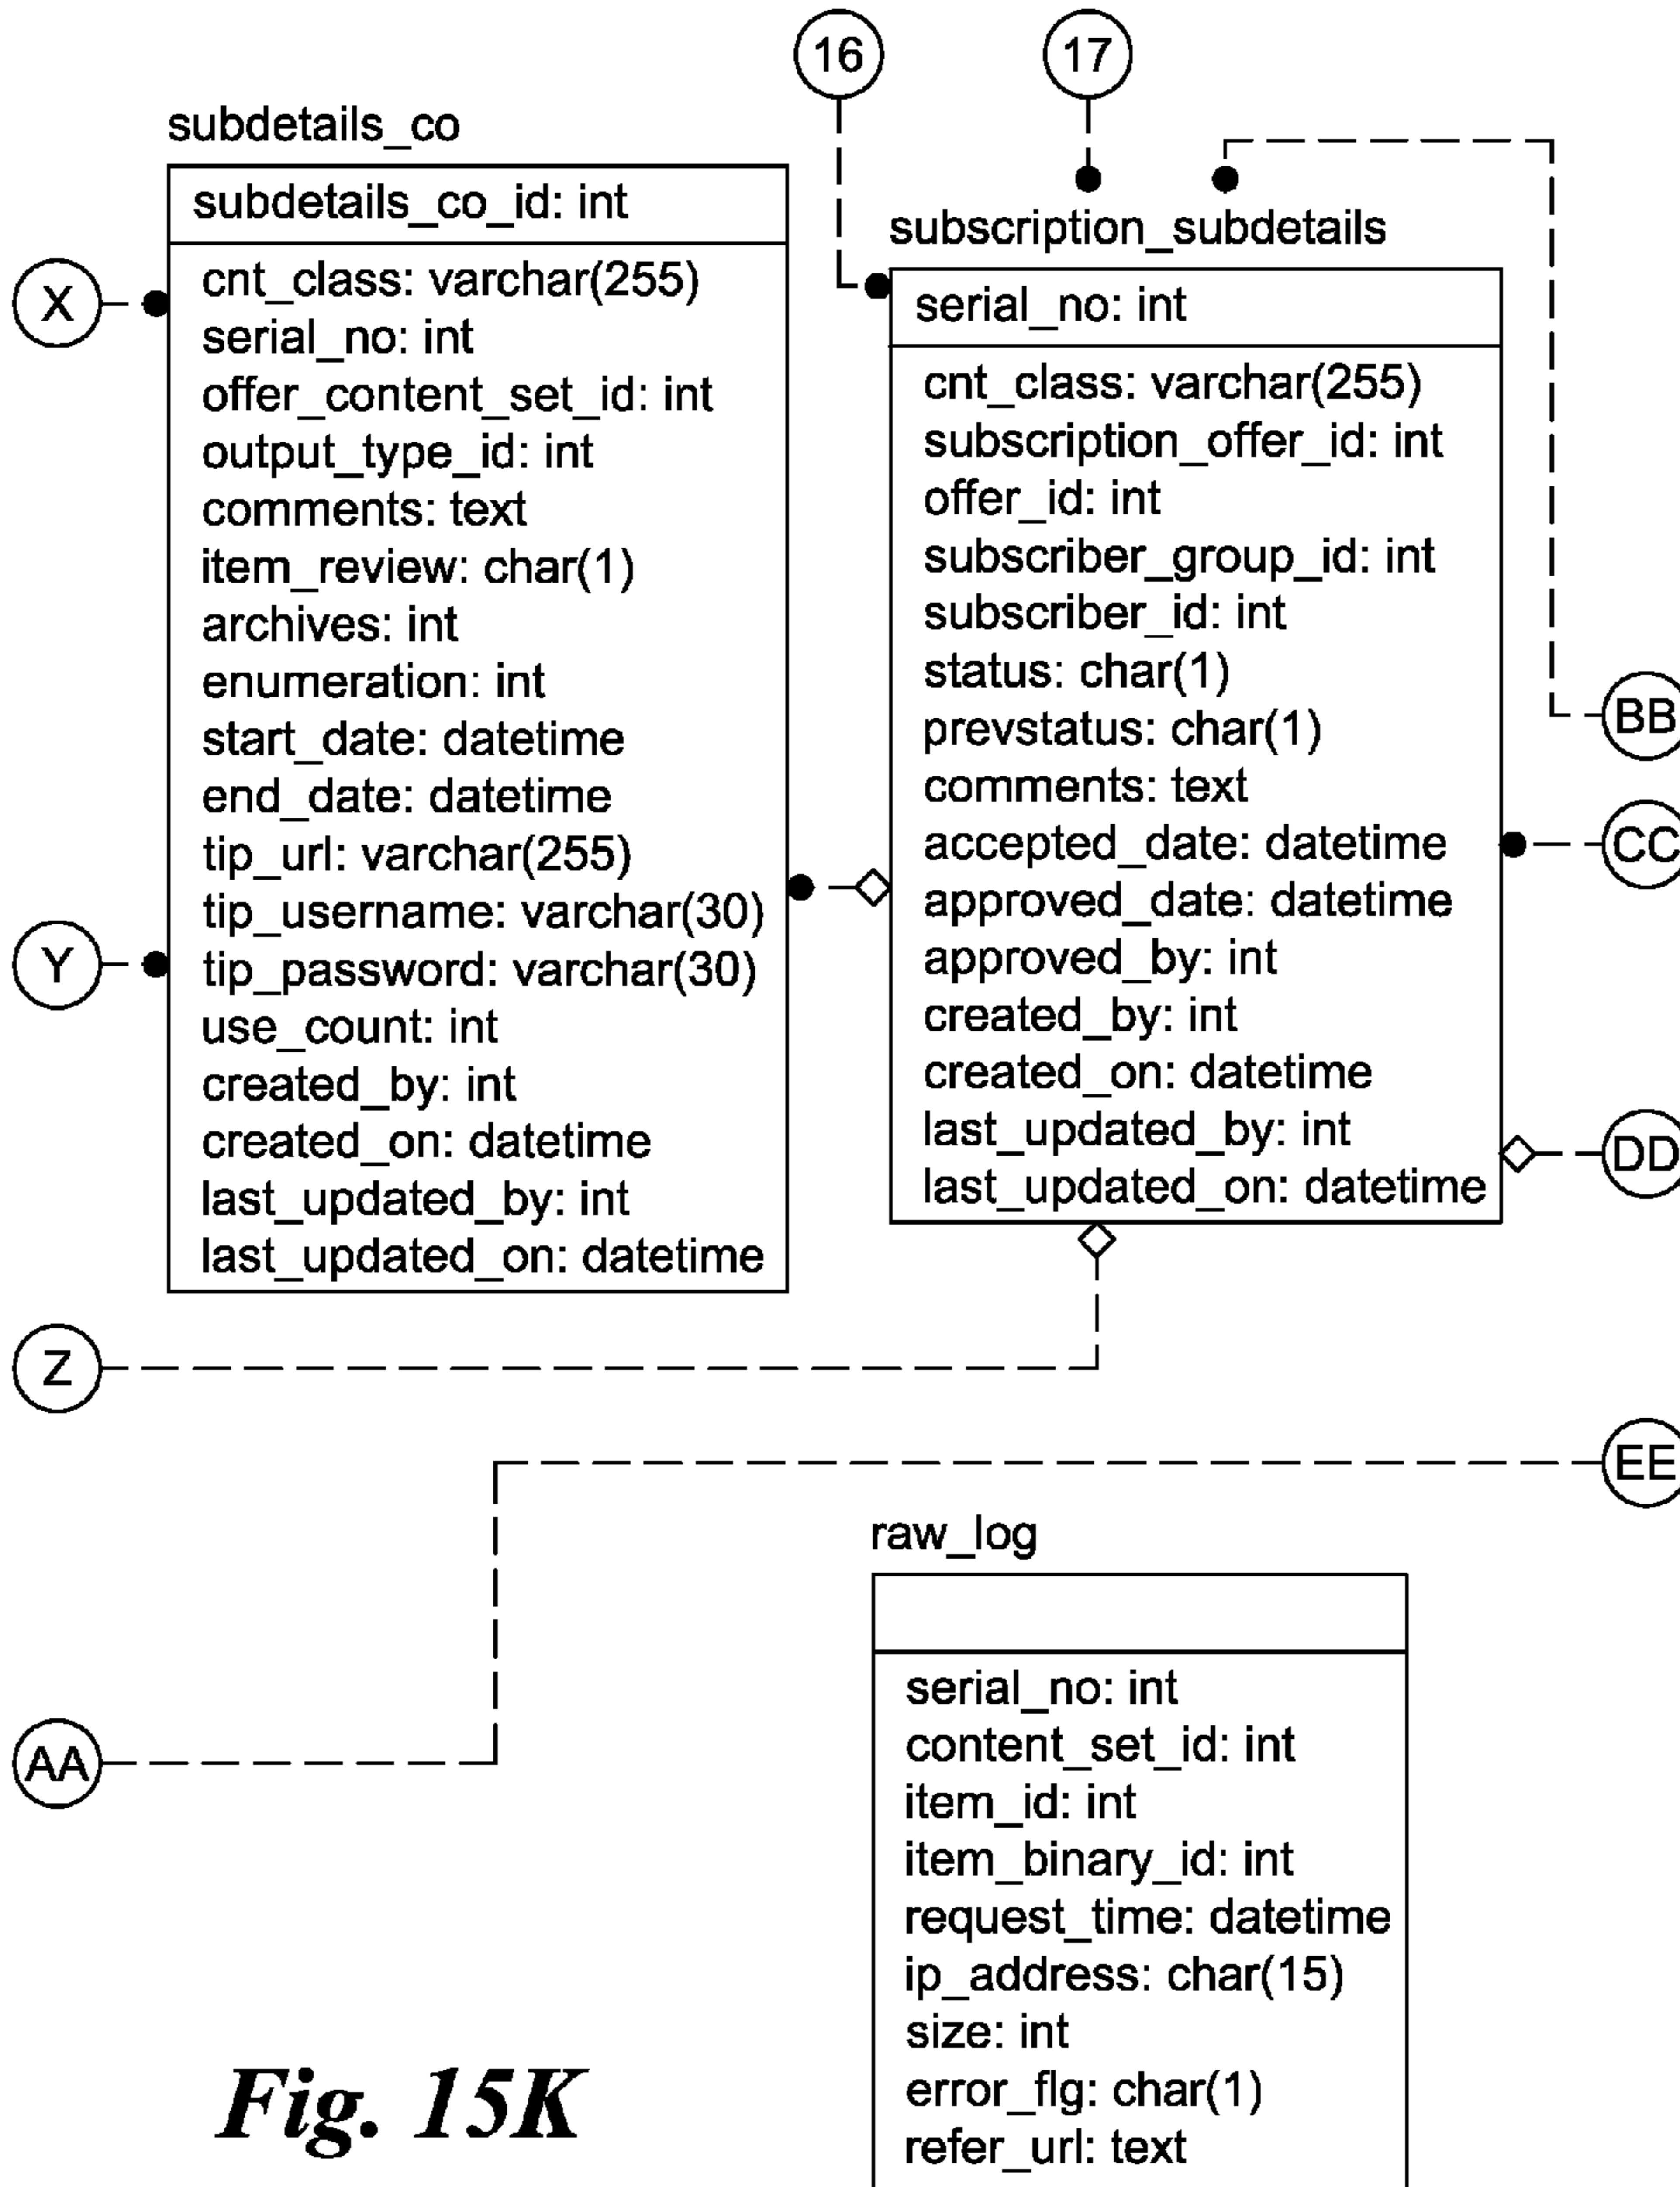 16
17
subdetails_co
subdetails_co_id: int
cnt_class: varchar(255)
serial_no: int
offer_content_set_id: int
output_type_id: int
comments: text
item_review: char(1)
archives: int
enumeration: int
start_date: datetime
end_date: datetime
tip_url: varchar(255)
tip_username: varchar(30)
tip_password: varchar(30)
use_count: int
created_by: int
created_on: datetime
last_updated_by: int
last_updated_on: datetime
X
Y
subscription_subdetails
serial_no: int
cnt_class: varchar(255)
subscription_offer_id: int
offer_id: int
subscriber_group_id: int
subscriber_id: int
status: char(1)
prevstatus: char(1)
comments: text
accepted_date: datetime
approved_date: datetime
approved_by: int
created_by: int
created_on: datetime
last_updated_by: int
last_updated_on: datetime
BB
CC
DD
Z
EE
AA
raw_log
serial_no: int
content_set_id: int
item_id: int
item_binary_id: int
request_time: datetime
ip_address: char(15)
size: int
error_flg: char(1)
refer_url: text
Fig. 15K